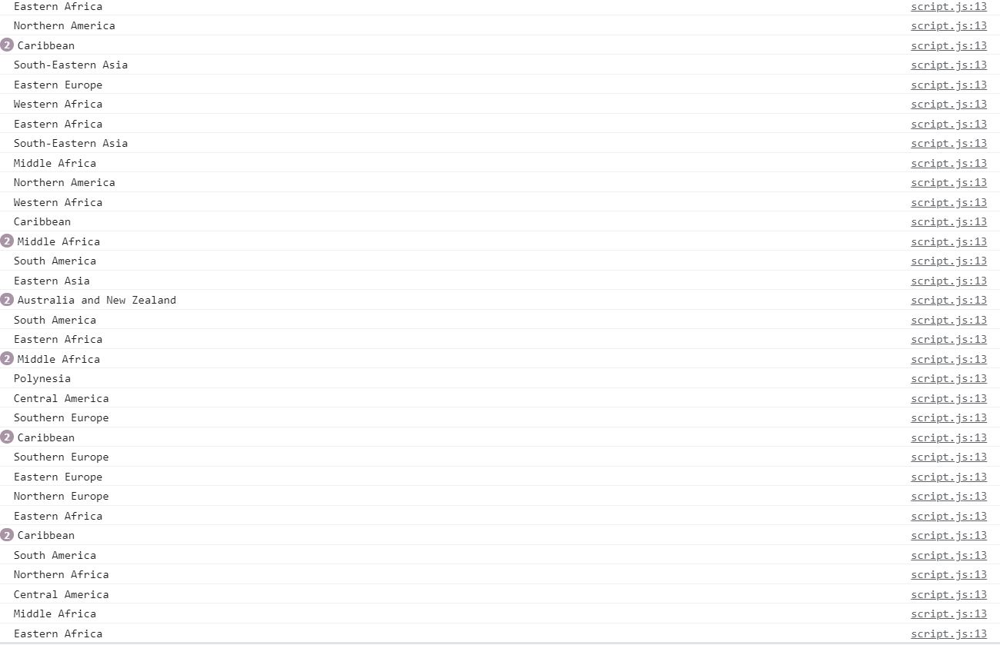 Eastern Africa script.js:13
Northern America script.js:13
2 Caribbean script.js:13
South-Eastern Asia script.js:13
Eastern Europe script.js:13
Western Africa script.js:13
Eastern Africa script.js:13
South-Eastern Asia script.js:13
Middle Africa script.js:13
Northern America script.js:13
Western Africa script.js:13
Caribbean script.js:13
2 Middle Africa script.js:13
South America script.js:13
Eastern Asia script.js:13
2 Australia and New Zealand script.js:13
South America script.js:13
Eastern Africa script.js:13
2 Middle Africa script.js:13
Polynesia script.js:13
Central America script.js:13
Southern Europe script.js:13
2 Caribbean script.js:13
Southern Europe script.js:13
Eastern Europe script.js:13
Northern Europe script.js:13
Eastern Africa script.js:13
2 Caribbean script.js:13
South America script.js:13
Northern Africa script.js:13
Central America script.js:13
Middle Africa script.js:13
Eastern Africa script.js:13